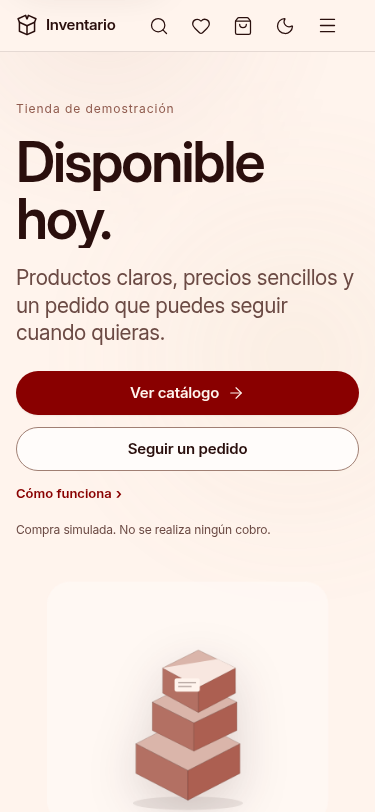 Inventario
Tienda de demostración
Disponible
hoy.
Productos claros, precios sencillos y
un pedido que puedes seguir
cuando quieras.
Ver catálogo →
Seguir un pedido
Cómo funciona ›
Compra simulada. No se realiza ningún cobro.